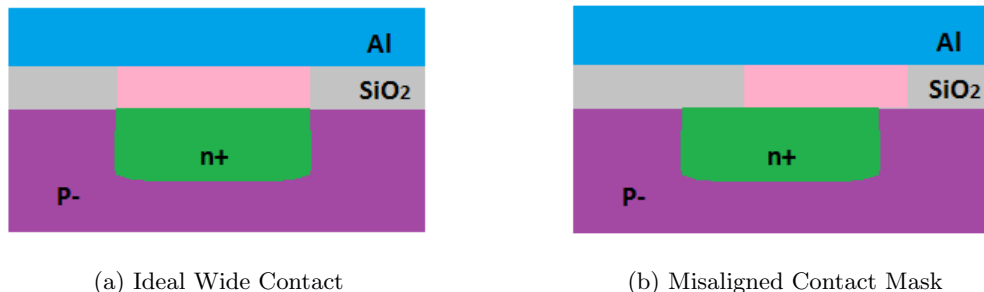 Al
SiO2
n+
P-
(a) Ideal Wide Contact
Al
SiO2
n+
P-
(b) Misaligned Contact Mask